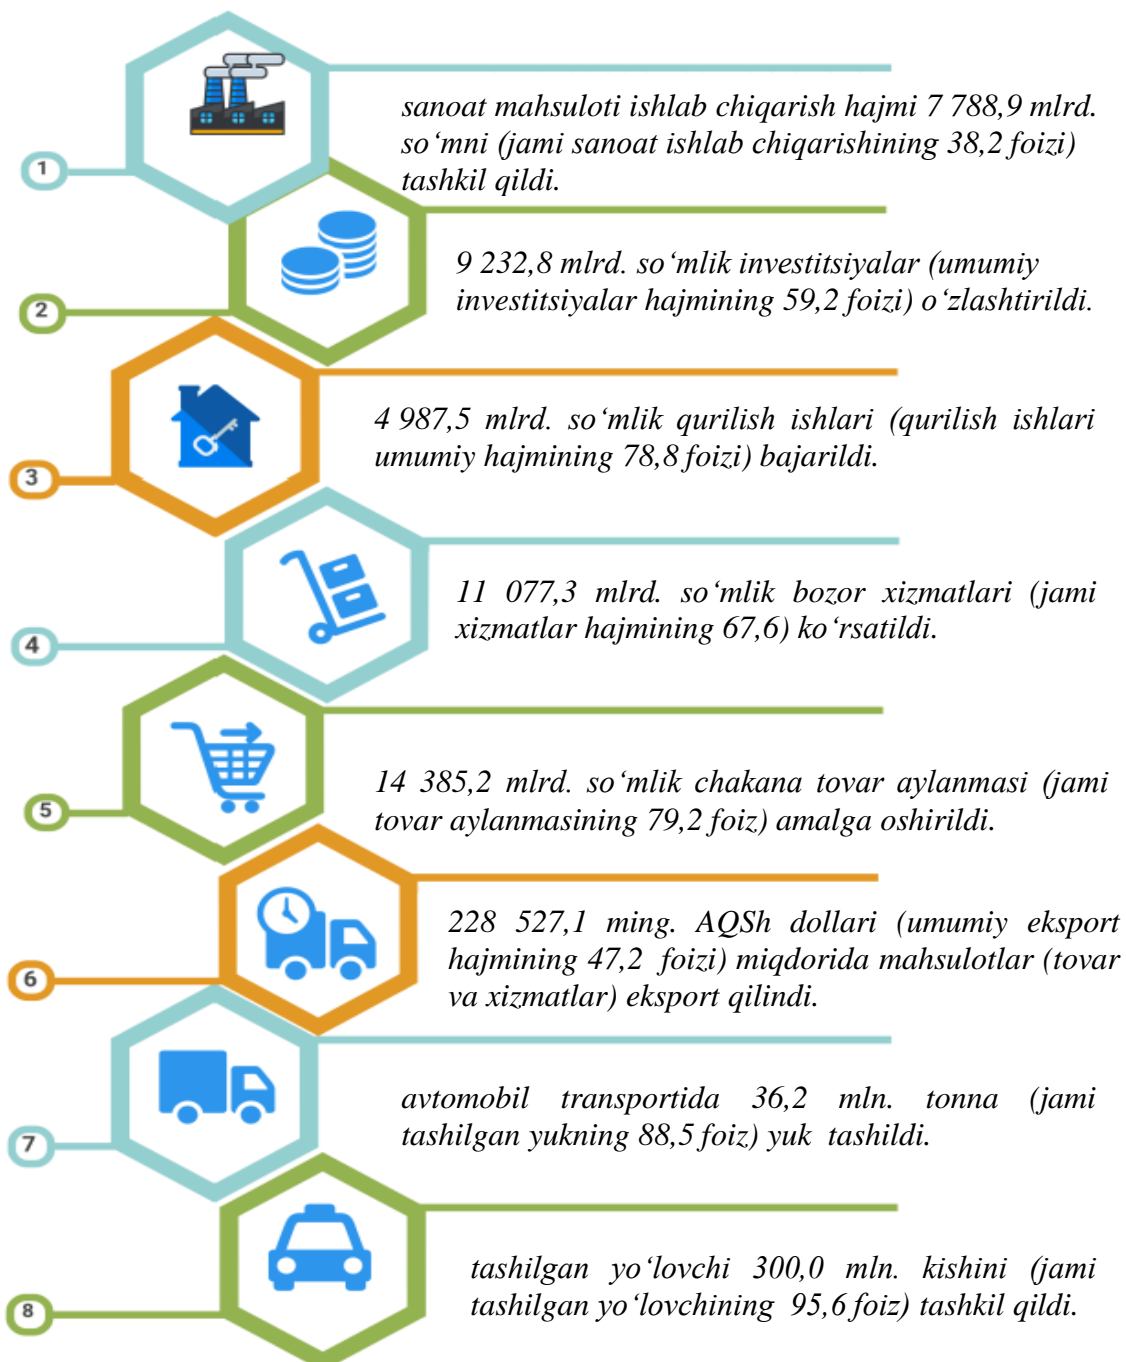 sanoat mahsuloti ishlab chiqarish hajmi 7 788,9 mlrd.
so‘mni (jami sanoat ishlab chiqarishining 38,2 foizi)
tashkil qildi.
1
9 232,8 mlrd. so‘mlik investitsiyalar (umumiy
investitsiyalar hajmining 59,2 foizi) o‘zlashtirildi.
2
4 987,5 mlrd. so‘mlik qurilish ishlari (qurilish ishlari
umumiy hajmining 78,8 foizi) bajarildi.
3
11 077,3 mlrd. so‘mlik bozor xizmatlari (jami
xizmatlar hajmining 67,6) ko‘rsatildi.
4
14 385,2 mlrd. so‘mlik chakana tovar aylanmasi (jami
tovar aylanmasining 79,2 foiz) amalga oshirildi.
5
228 527,1 ming. AQSh dollari (umumiy eksport
hajmining 47,2 foizi) miqdorida mahsulotlar (tovar
va xizmatlar) eksport qilindi.
6
avtomobil transportida 36,2 mln. tonna (jami
tashilgan yukning 88,5 foiz) yuk tashildi.
7
tashilgan yo‘lovchi 300,0 mln. kishini (jami
tashilgan yo‘lovchining 95,6 foiz) tashkil qildi.
8